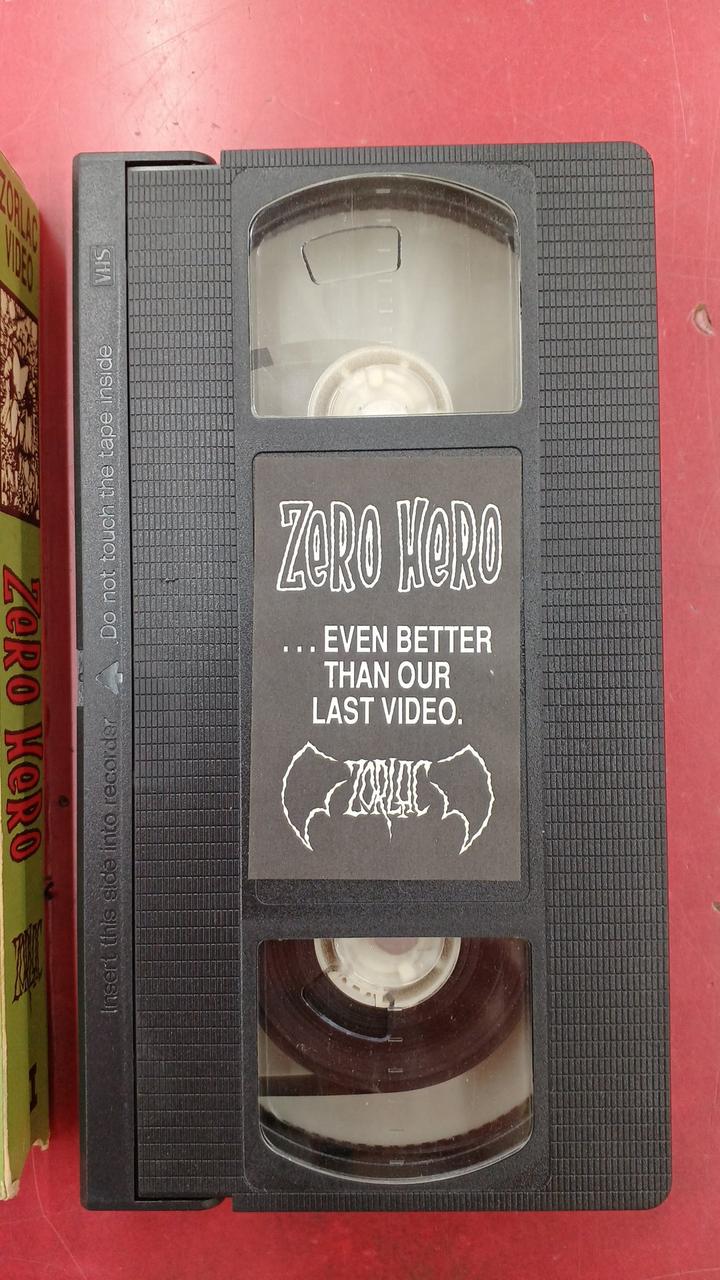 ZORLAC
VIDEO
ZERO HERO
ZORLAC
I
VHS
Do not touch the tape inside
Insert this side into recorder
ZERO HERO
...EVEN BETTER
THAN OUR
LAST VIDEO.
ZORLAC